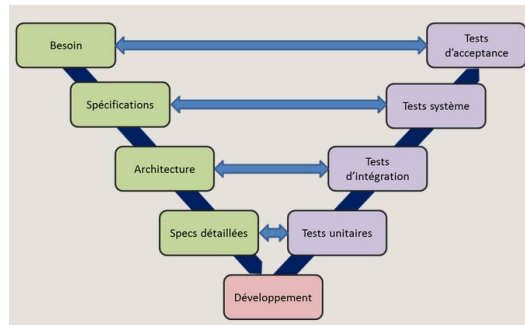 Besoin
Tests
d'acceptance
Spécifications
Tests système
Architecture
Tests
d'intégration
Specs détaillées
Tests unitaires
Développement